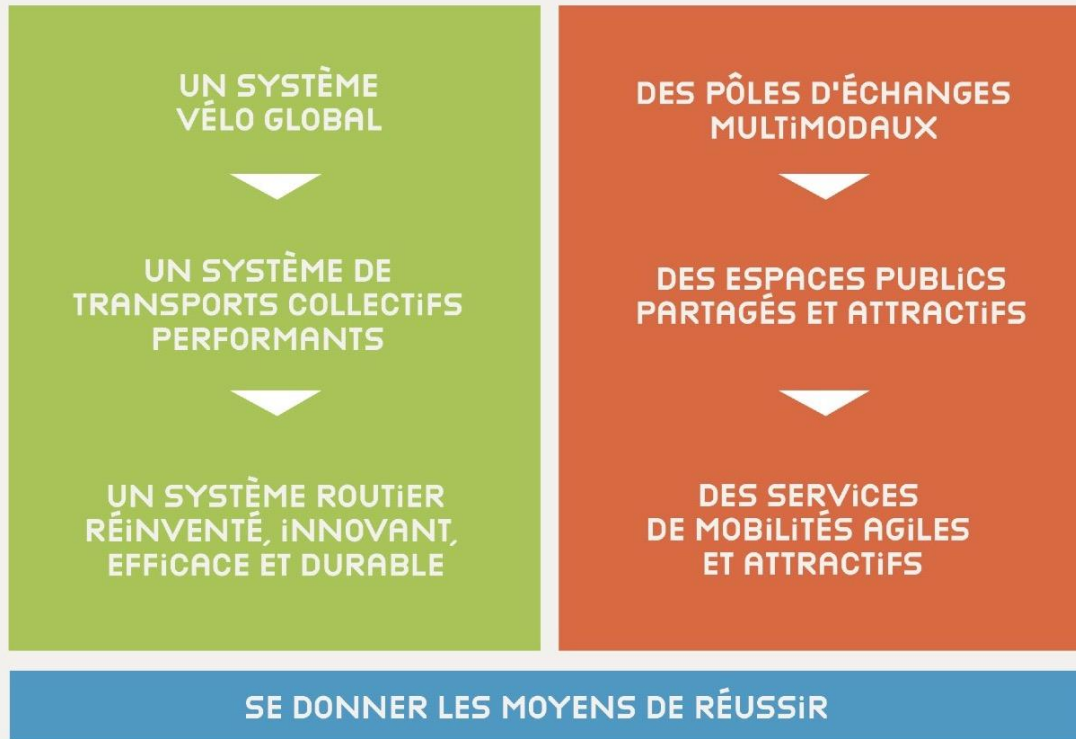 UN SYSTÈME
VÉLO GLOBAL
UN SYSTÈME DE
TRANSPORTS COLLECTiFS
PERFORMANTS
UN SYSTÈME ROUTiER
RÉiNVENTÉ, iNNOVANT,
EFFiCACE ET DURABLE
DES PÔLES D'ÉCHANGES
MULTiMODAUX
DES ESPACES PUBLiCS
PARTAGÉS ET ATTRACTiFS
DES SERViCES
DE MOBiLiTÉS AGiLES
ET ATTRACTiFS
SE DONNER LES MOYENS DE RÉUSSiR